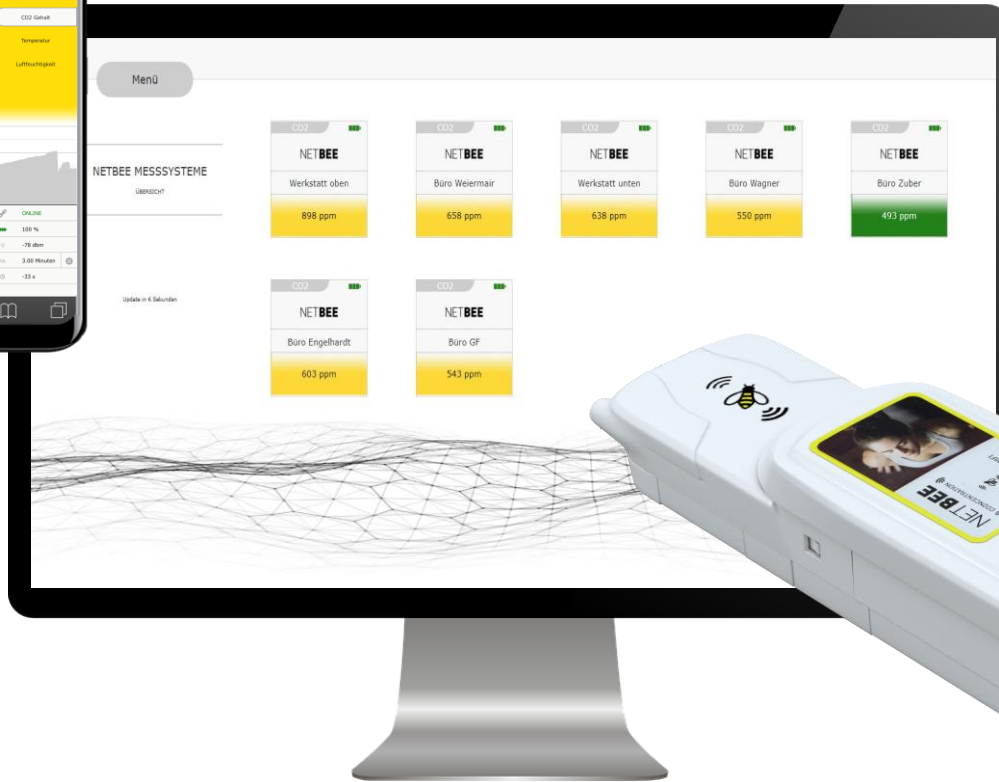 CO2 Gehalt
Temperatur
Luftfeuchtigkeit
ONLINE
100 %
-78 dbm
3.00 Minuten
-33 s
Menü
NETBEE MESSSYSTEME
ÜBERSICHT
Update in 6 Sekunden
CO2
NETBEE
Werkstatt oben
898 ppm
CO2
NETBEE
Büro Weiermair
658 ppm
CO2
NETBEE
Werkstatt unten
638 ppm
CO2
NETBEE
Büro Wagner
550 ppm
CO2
NETBEE
Büro Zuber
493 ppm
CO2
NETBEE
Büro Engelhardt
603 ppm
CO2
NETBEE
Büro GF
543 ppm
NETBEE